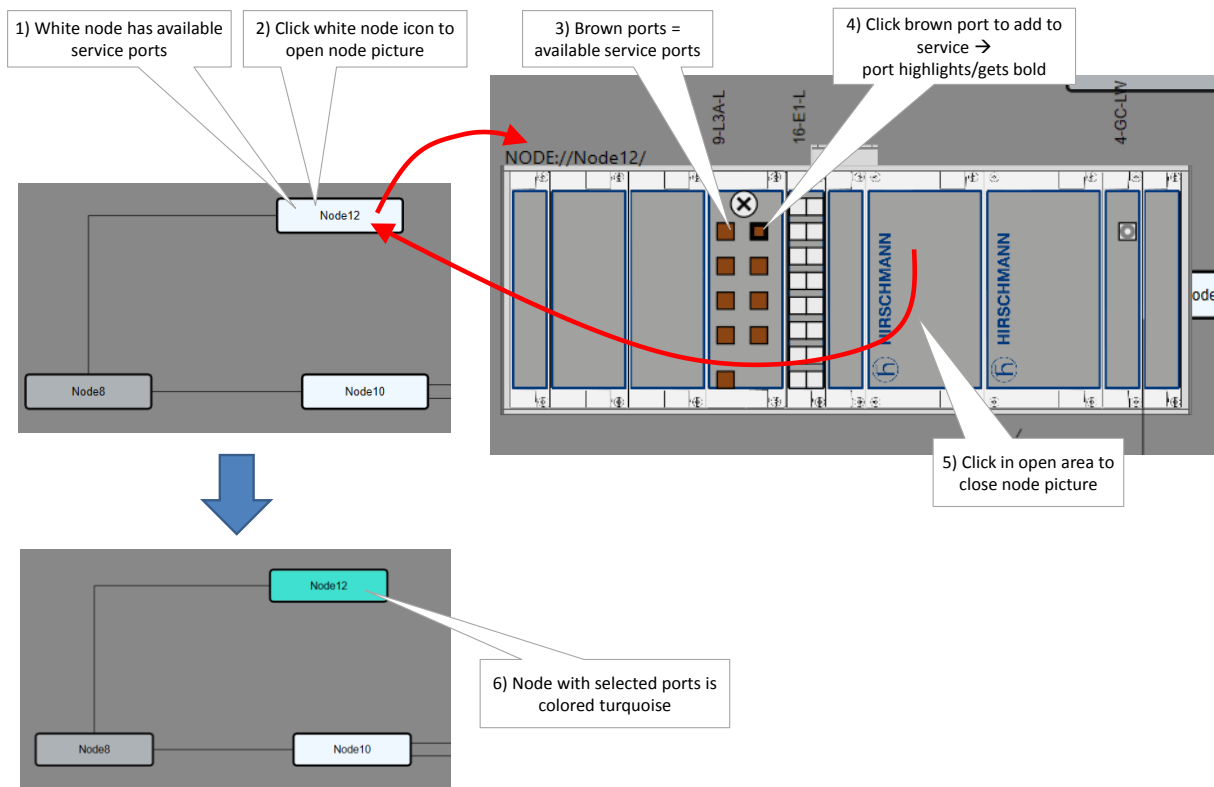 1) White node has available
service ports
2) Click white node icon to
open node picture
3) Brown ports =
available service ports
4) Click brown port to add to
service →
port highlights/gets bold
9-L3A-L
16-E1-L
4-GC-LW
NODE://Node12/
Node12
HIRSCHMANN
HIRSCHMANN
Node8
Node10
5) Click in open area to
close node picture
Node12
6) Node with selected ports is
colored turquoise
Node8
Node10